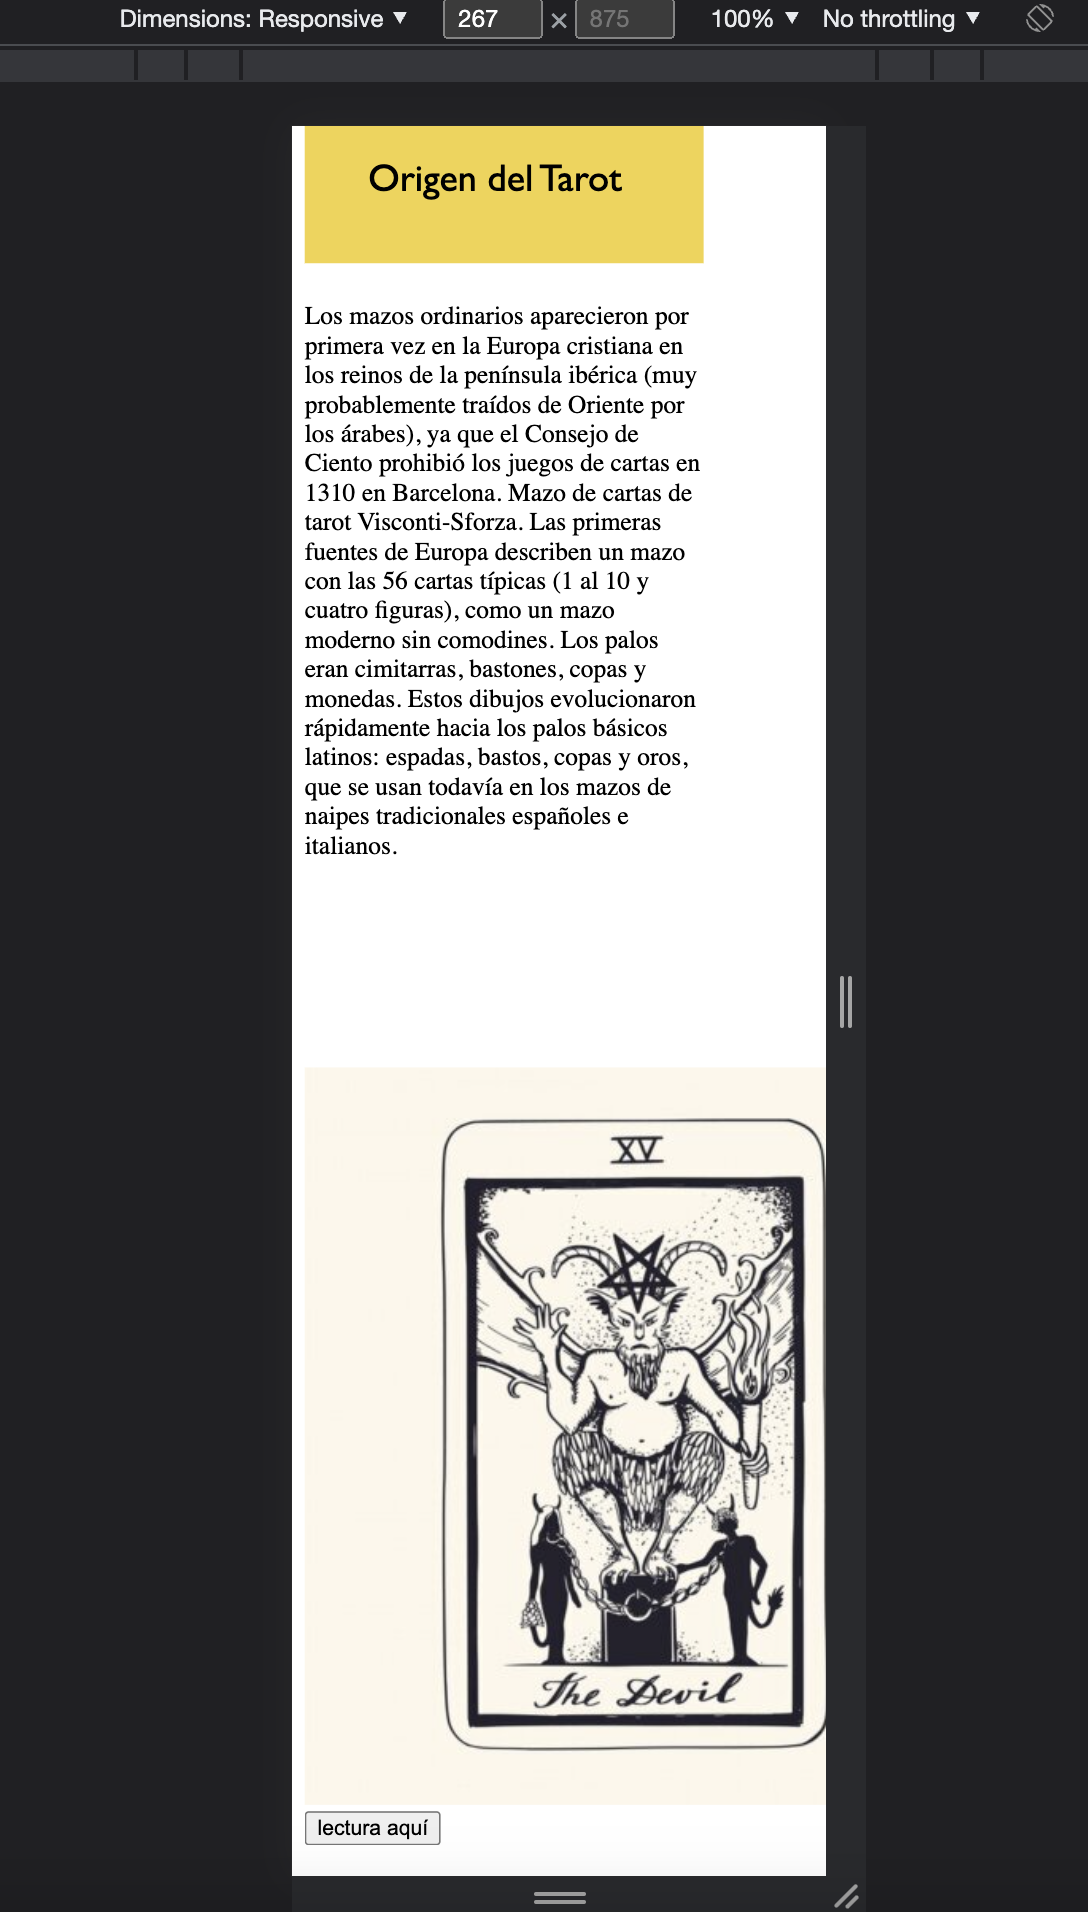 Dimensions: Responsive ▼ 267 × 875 100% ▼ No throttling ▼
Origen del Tarot
Los mazos ordinarios aparecieron por
primera vez en la Europa cristiana en
los reinos de la península ibérica (muy
probablemente traídos de Oriente por
los árabes), ya que el Consejo de
Ciento prohibió los juegos de cartas en
1310 en Barcelona. Mazo de cartas de
tarot Visconti-Sforza. Las primeras
fuentes de Europa describen un mazo
con las 56 cartas típicas (1 al 10 y
cuatro figuras), como un mazo
moderno sin comodines. Los palos
eran cimitarras, bastones, copas y
monedas. Estos dibujos evolucionaron
rápidamente hacia los palos básicos
latinos: espadas, bastos, copas y oros,
que se usan todavía en los mazos de
naipes tradicionales españoles e
italianos.
XV
The Devil
lectura aquí